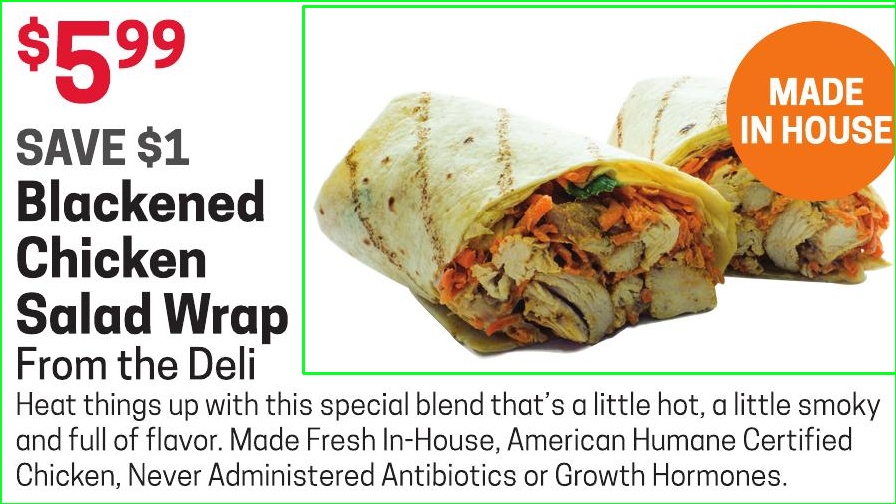 $5.99
SAVE $1
Blackened
Chicken
Salad Wrap
From the Deli
MADE
IN HOUSE
Heat things up with this special blend that's a little hot, a little smoky
and full of flavor. Made Fresh In-House, American Humane Certified
Chicken, Never Administered Antibiotics or Growth Hormones.